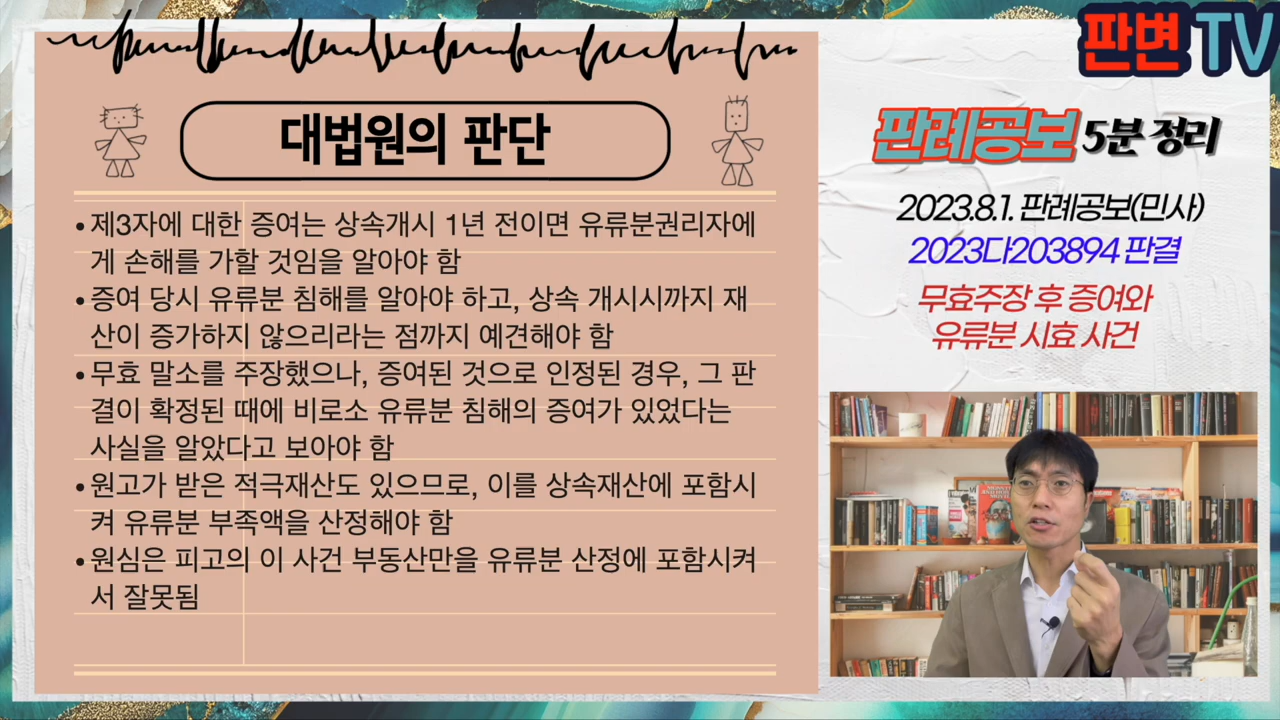 판변 TV
대법원의 판단
• 제3자에 대한 증여는 상속개시 1년 전이면 유류분권리자에
게 손해를 가할 것임을 알아야 함
• 증여 당시 유류분 침해를 알아야 하고, 상속 개시시까지 재
산이 증가하지 않으리라는 점까지 예견해야 함
• 무효 말소를 주장했으나, 증여된 것으로 인정된 경우, 그 판
결이 확정된 때에 비로소 유류분 침해의 증여가 있었다는
사실을 알았다고 보아야 함
• 원고가 받은 적극재산도 있으므로, 이를 상속재산에 포함시
켜 유류분 부족액을 산정해야 함
• 원심은 피고의 이 사건 부동산만을 유류분 산정에 포함시켜
서 잘못됨
판례공보 5분 정리
2023.8.1. 판례공보(민사)
2023다203894 판결
무효주장 후 증여와
유류분 시효 사건